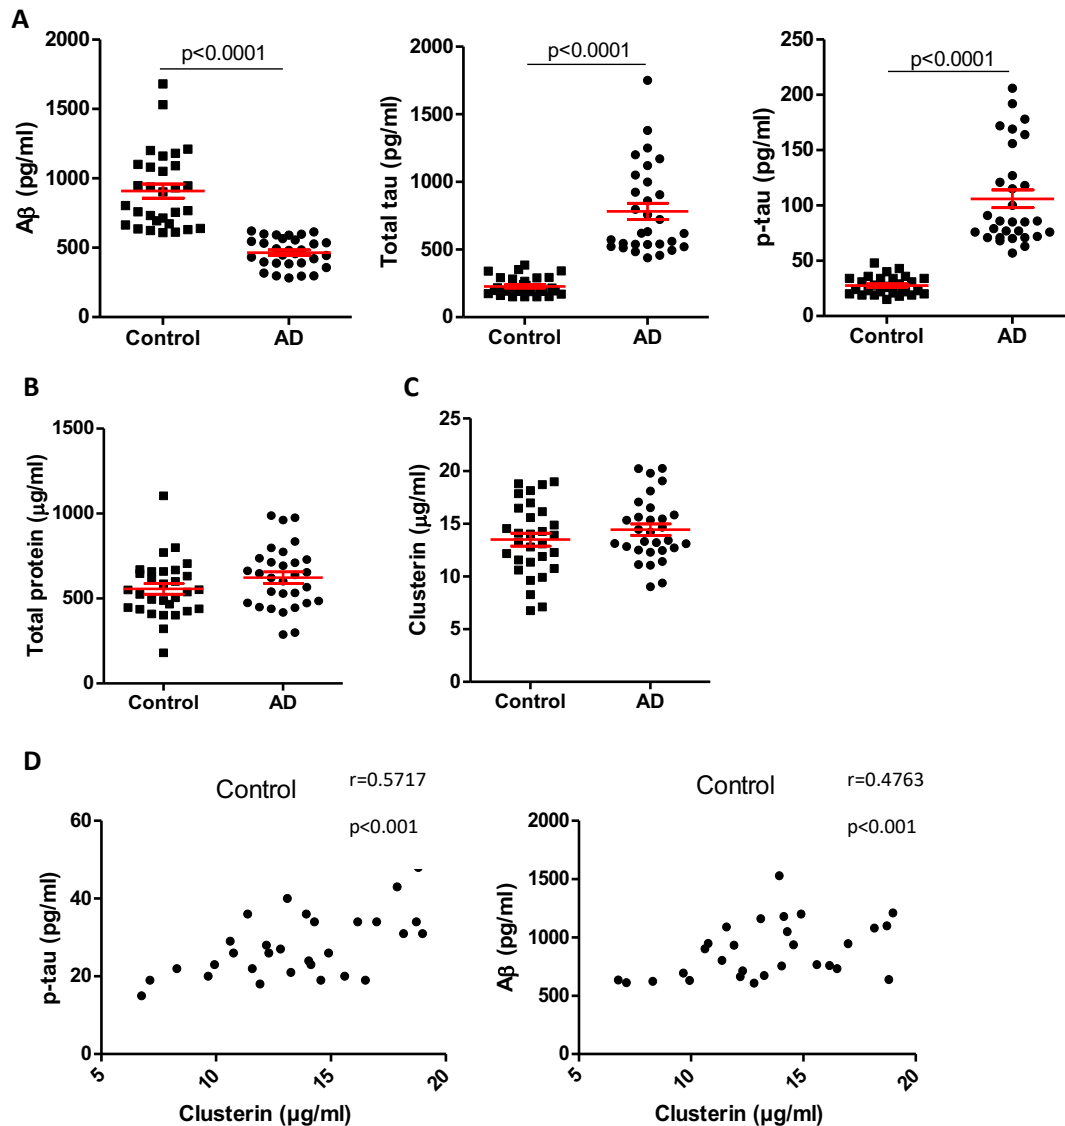 A
p<0.0001
p<0.0001
p<0.0001
2000
1500
1000
500
0
Aβ (pg/ml)
Control
AD
2000
1500
1000
500
0
Total tau (pg/ml)
Control
AD
250
200
150
100
50
0
p-tau (pg/ml)
Control
AD
B
1500
1000
500
0
Total protein (μg/ml)
Control
AD
C
25
20
15
10
5
0
Clusterin (μg/ml)
Control
AD
D
Control
r=0.5717
p<0.001
60
40
20
0
p-tau (pg/ml)
5
10
15
20
Clusterin (μg/ml)
Control
r=0.4763
p<0.001
2000
1500
1000
500
0
Aβ (pg/ml)
5
10
15
20
Clusterin (μg/ml)